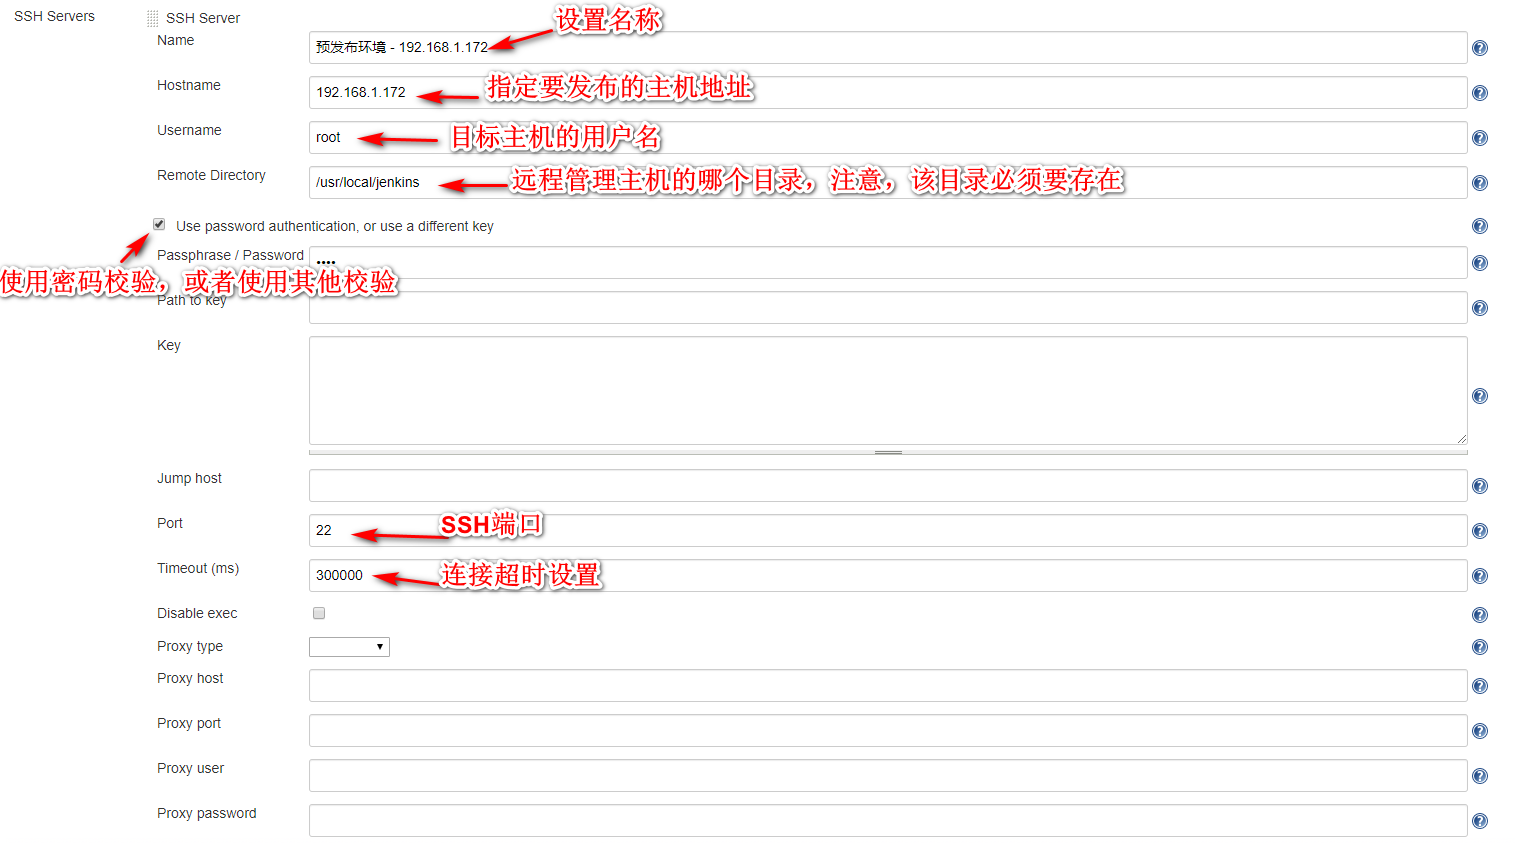 SSH Servers
SSH Server
设置名称
Name
预发布环境 - 192.168.1.172
Hostname
192.168.1.172
指定要发布的主机地址
Username
root
目标主机的用户名
Remote Directory
/usr/local/jenkins
远程管理主机的哪个目录，注意，该目录必须要存在
Use password authentication, or use a different key
Passphrase / Password
••••
使用密码校验，或者使用其他校验
Path to key
Key
Jump host
Port
22
SSH端口
Timeout (ms)
300000
连接超时设置
Disable exec
Proxy type
Proxy host
Proxy port
Proxy user
Proxy password